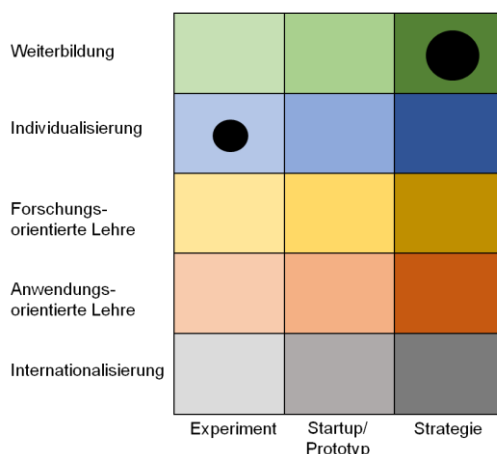 Weiterbildung
Individualisierung
Forschungs-
orientierte Lehre
Anwendungs-
orientierte Lehre
Internationalisierung
Experiment
Startup/
Prototyp
Strategie